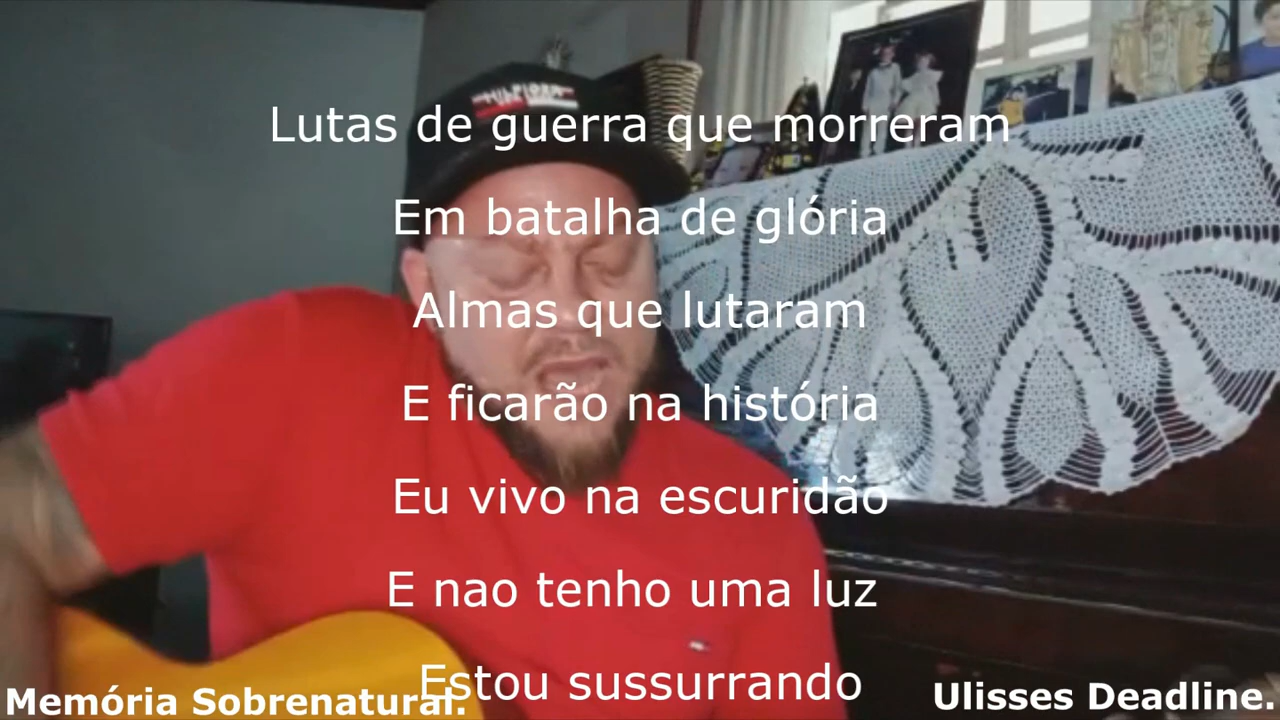 HILFIGER
Lutas de guerra que morreram
Em batalha de glória
Almas que lutaram
E ficarão na história
Eu vivo na escuridão
E nao tenho uma luz
Estou sussurrando
Memória Sobrenatural.
Ulisses Deadline.